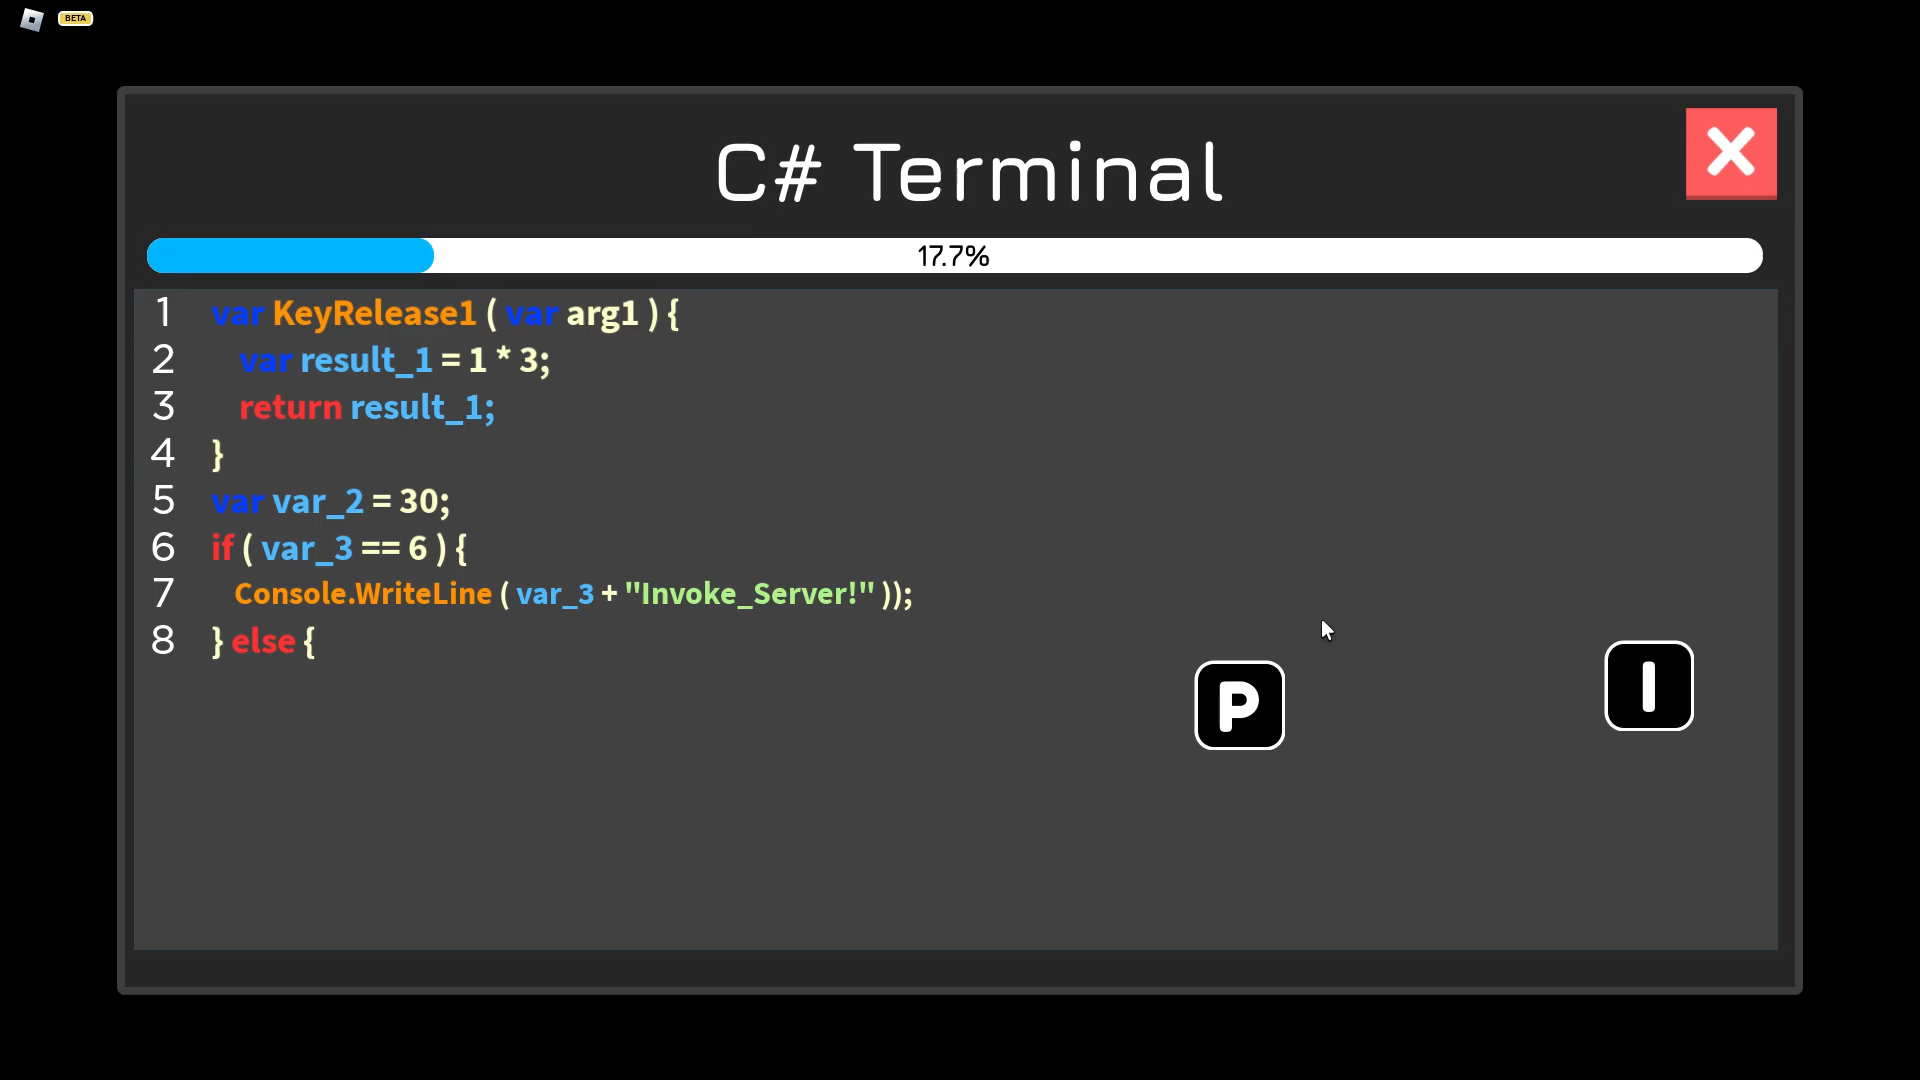 BETA
C# Terminal
17.7%
1 var KeyRelease1 ( var arg1 ) {
2 var result_1 = 1 * 3;
3 return result_1;
4 }
5 var var_2 = 30;
6 if ( var_3 == 6 ) {
7 Console.WriteLine ( var_3 + "Invoke_Server!" ));
8 } else {
P
I